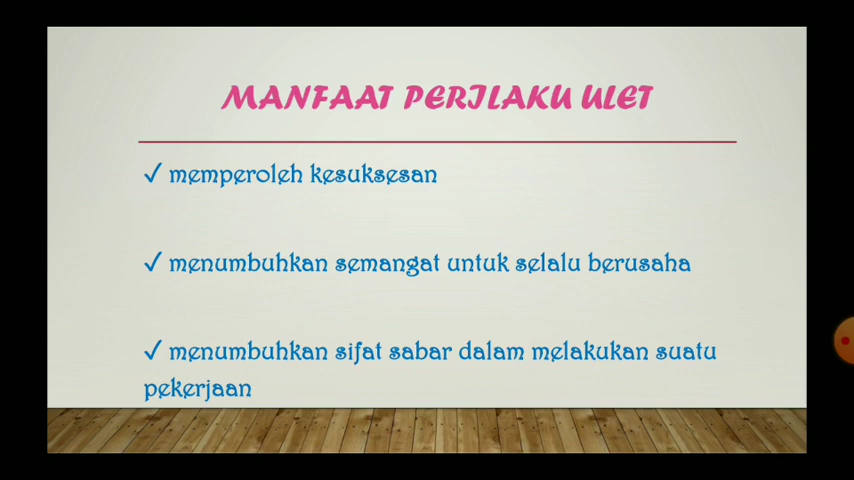 MANFAAT PERILAKU ULET
✓ memperoleh kesuksesan
✓ menumbuhkan semangat untuk selalu berusaha
✓ menumbuhkan sifat sabar dalam melakukan suatu
pekerjaan